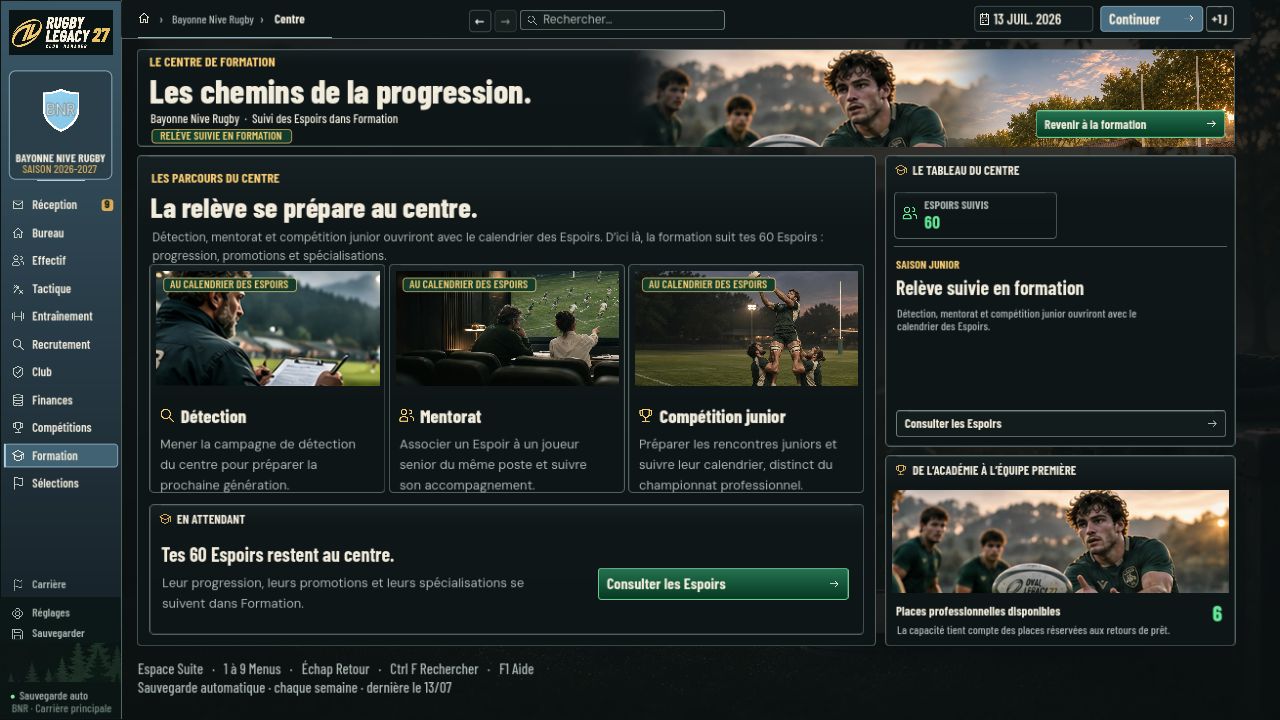 RUGBY
LEGACY 27
CLUB MANAGER
BNR
BAYONNE NIVE RUGBY
SAISON 2026-2027
Réception 9
Bureau
Effectif
Tactique
Entraînement
Recrutement
Club
Finances
Compétitions
Formation
Sélections
Carrière
Réglages
Sauvegarder
Sauvegarde auto
BNR · Carrière principale
› Bayonne Nive Rugby › Centre
← → Rechercher...
13 JUIL. 2026
Continuer →
+1 J
LE CENTRE DE FORMATION
Les chemins de la progression.
Bayonne Nive Rugby · Suivi des Espoirs dans Formation
RELÈVE SUIVIE EN FORMATION
Revenir à la formation →
LES PARCOURS DU CENTRE
La relève se prépare au centre.
Détection, mentorat et compétition junior ouvriront avec le calendrier des Espoirs. D'ici là, la formation suit tes 60 Espoirs :
progression, promotions et spécialisations.
AU CALENDRIER DES ESPOIRS
Détection
Mener la campagne de détection
du centre pour préparer la
prochaine génération.
AU CALENDRIER DES ESPOIRS
Mentorat
Associer un Espoir à un joueur
senior du même poste et suivre
son accompagnement.
AU CALENDRIER DES ESPOIRS
Compétition junior
Préparer les rencontres juniors et
suivre leur calendrier, distinct du
championnat professionnel.
EN ATTENDANT
Tes 60 Espoirs restent au centre.
Leur progression, leurs promotions et leurs spécialisations se
suivent dans Formation.
Consulter les Espoirs →
LE TABLEAU DU CENTRE
ESPOIRS SUIVIS
60
SAISON JUNIOR
Relève suivie en formation
Détection, mentorat et compétition junior ouvriront avec le
calendrier des Espoirs.
Consulter les Espoirs →
DE L'ACADÉMIE À L'ÉQUIPE PREMIÈRE
OVAL
LEGACY 27
Places professionnelles disponibles 6
La capacité tient compte des places réservées aux retours de prêt.
Espace Suite · 1 à 9 Menus · Échap Retour · Ctrl F Rechercher · F1 Aide
Sauvegarde automatique · chaque semaine · dernière le 13/07